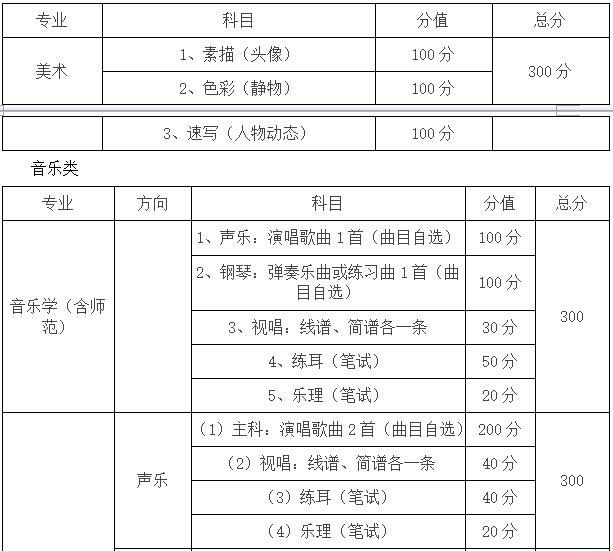 专业 科目 分值 总分
美术 1、素描（头像） 100分 300分
2、色彩（静物） 100分
3、速写（人物动态） 100分
音乐类
专业 方向 科目 分值 总分
音乐学（含师范） 1、声乐：演唱歌曲1首（曲目自选） 100分 300
2、钢琴：弹奏乐曲或练习曲1首（曲
目自选） 100分
3、视唱：线谱、简谱各一条 30分
4、练耳（笔试） 50分
5、乐理（笔试） 20分
声乐 （1）主科：演唱歌曲2首（曲目自选） 200分 300
（2）视唱：线谱、简谱各一条 40分
（3）练耳（笔试） 40分
（4）乐理（笔试） 20分